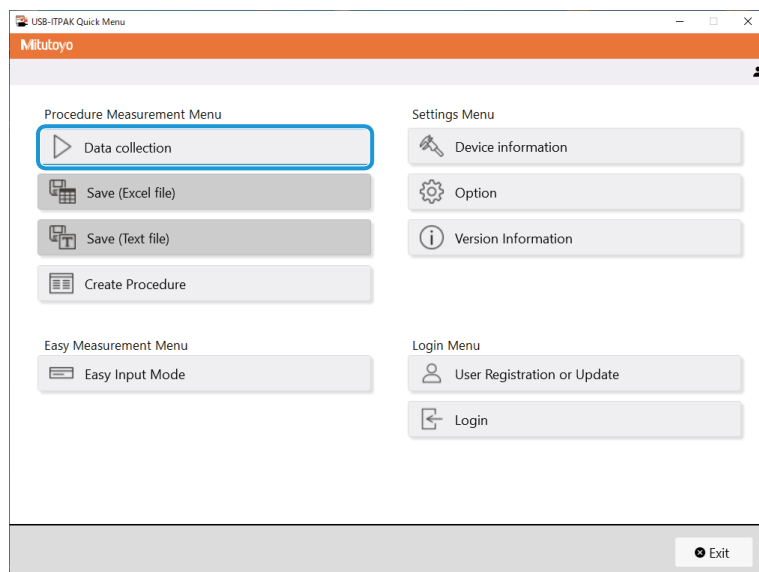 USB-ITPAK Quick Menu
Mitutoyo
Procedure Measurement Menu
Data collection
Save (Excel file)
Save (Text file)
Create Procedure
Easy Measurement Menu
Easy Input Mode
Settings Menu
Device information
Option
Version Information
Login Menu
User Registration or Update
Login
Exit